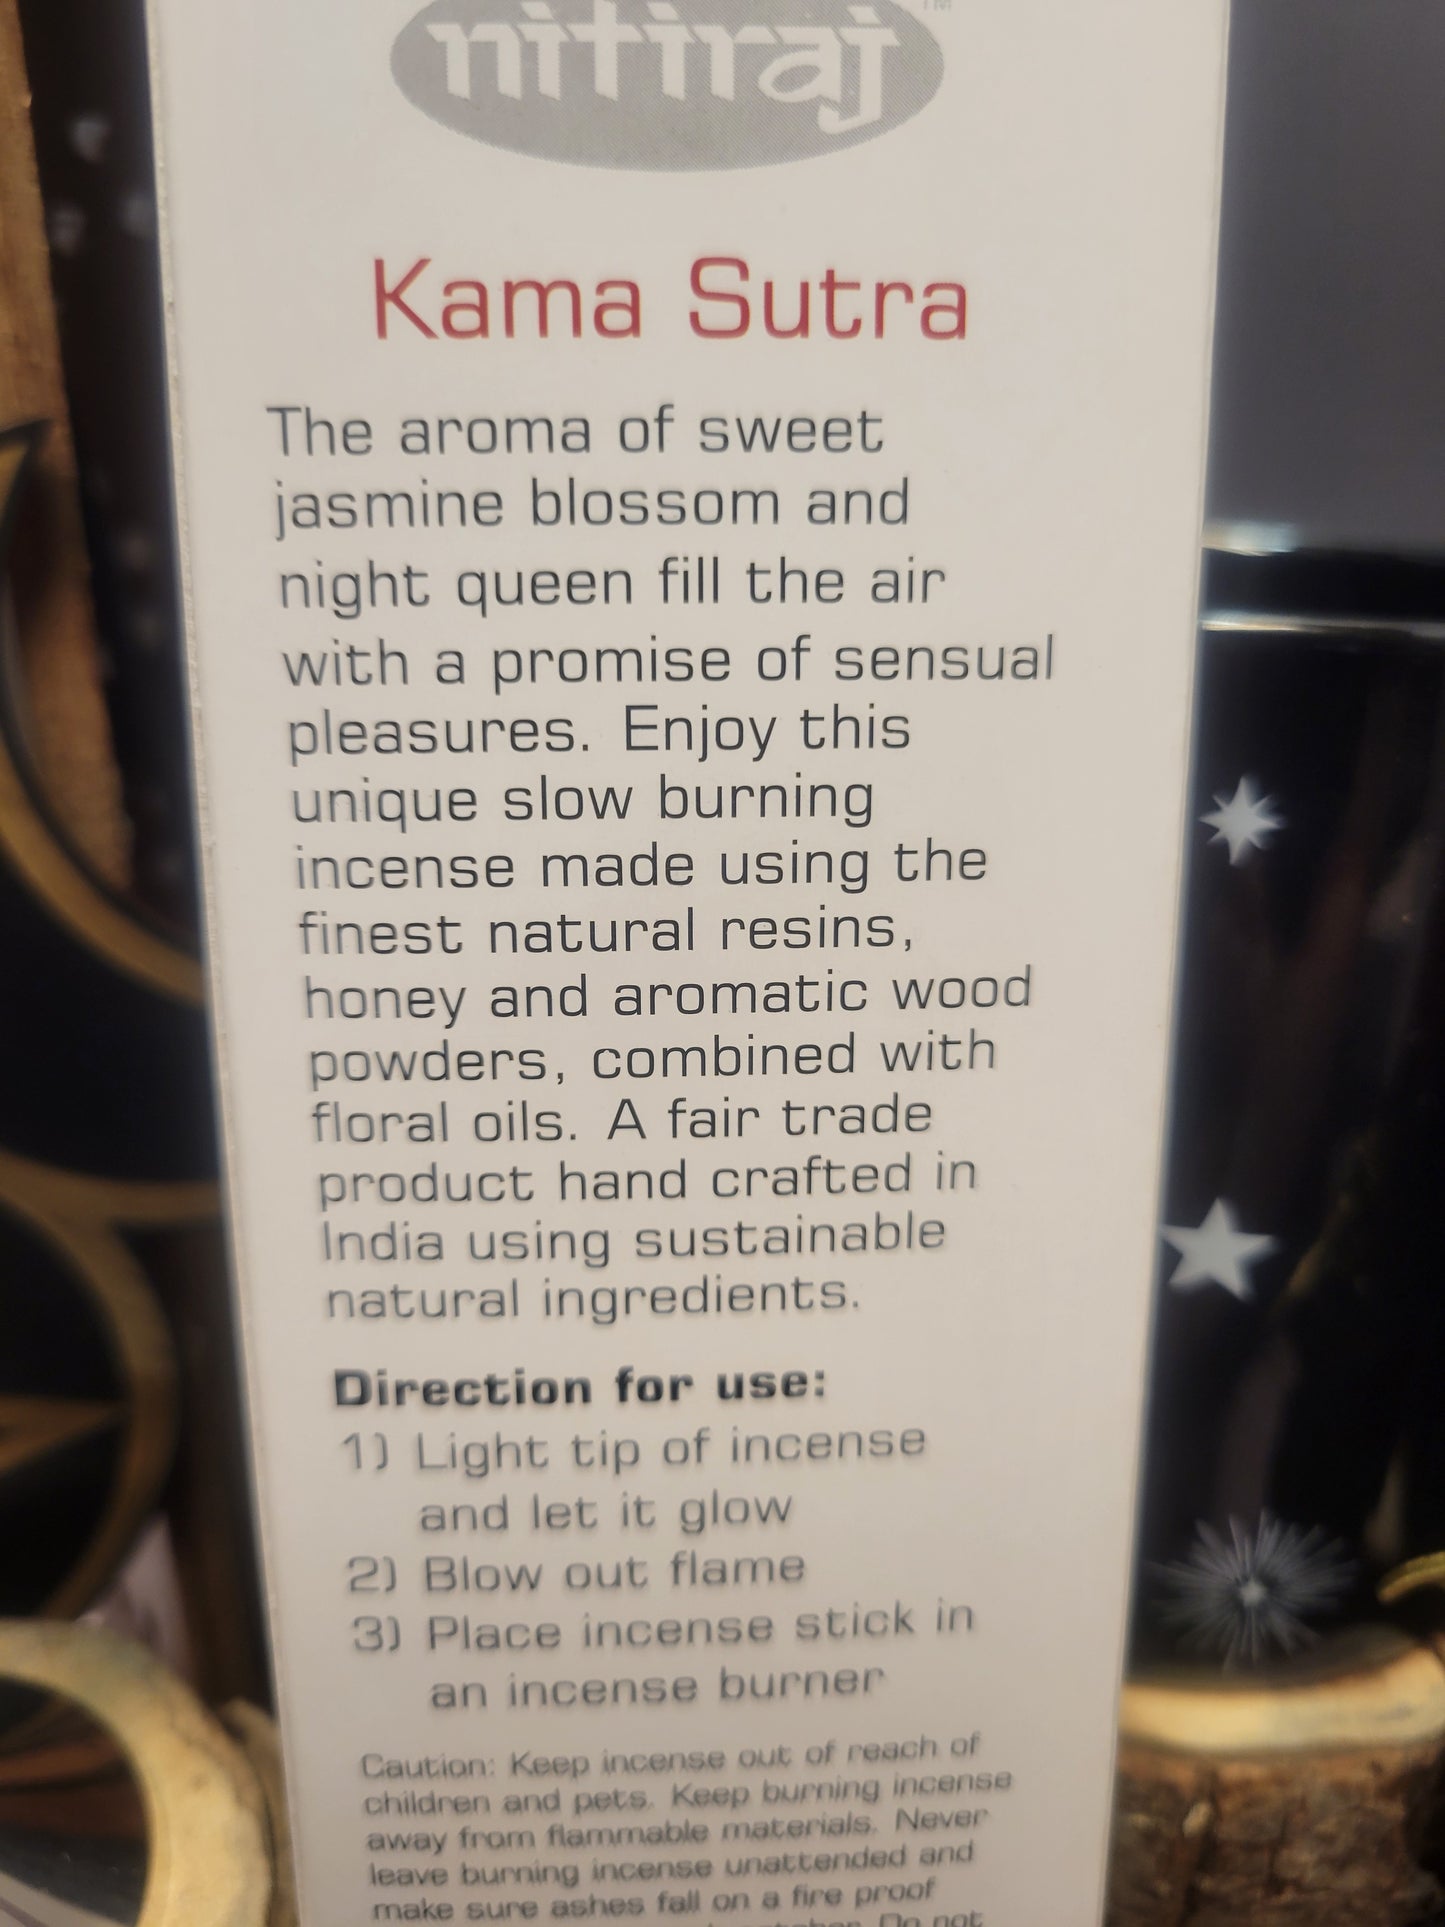 nitiraj
TM
Kama Sutra
The aroma of sweet
jasmine blossom and
night queen fill the air
with a promise of sensual
pleasures. Enjoy this
unique slow burning
incense made using the
finest natural resins,
honey and aromatic wood
powders, combined with
floral oils. A fair trade
product hand crafted in
India using sustainable
natural ingredients.
Direction for use:
1) Light tip of incense
and let it glow
2) Blow out flame
3) Place incense stick in
an incense burner
Caution: Keep incense out of reach of
children and pets. Keep burning incense
away from flammable materials. Never
leave burning incense unattended and
make sure ashes fall on a fire proof
Do not